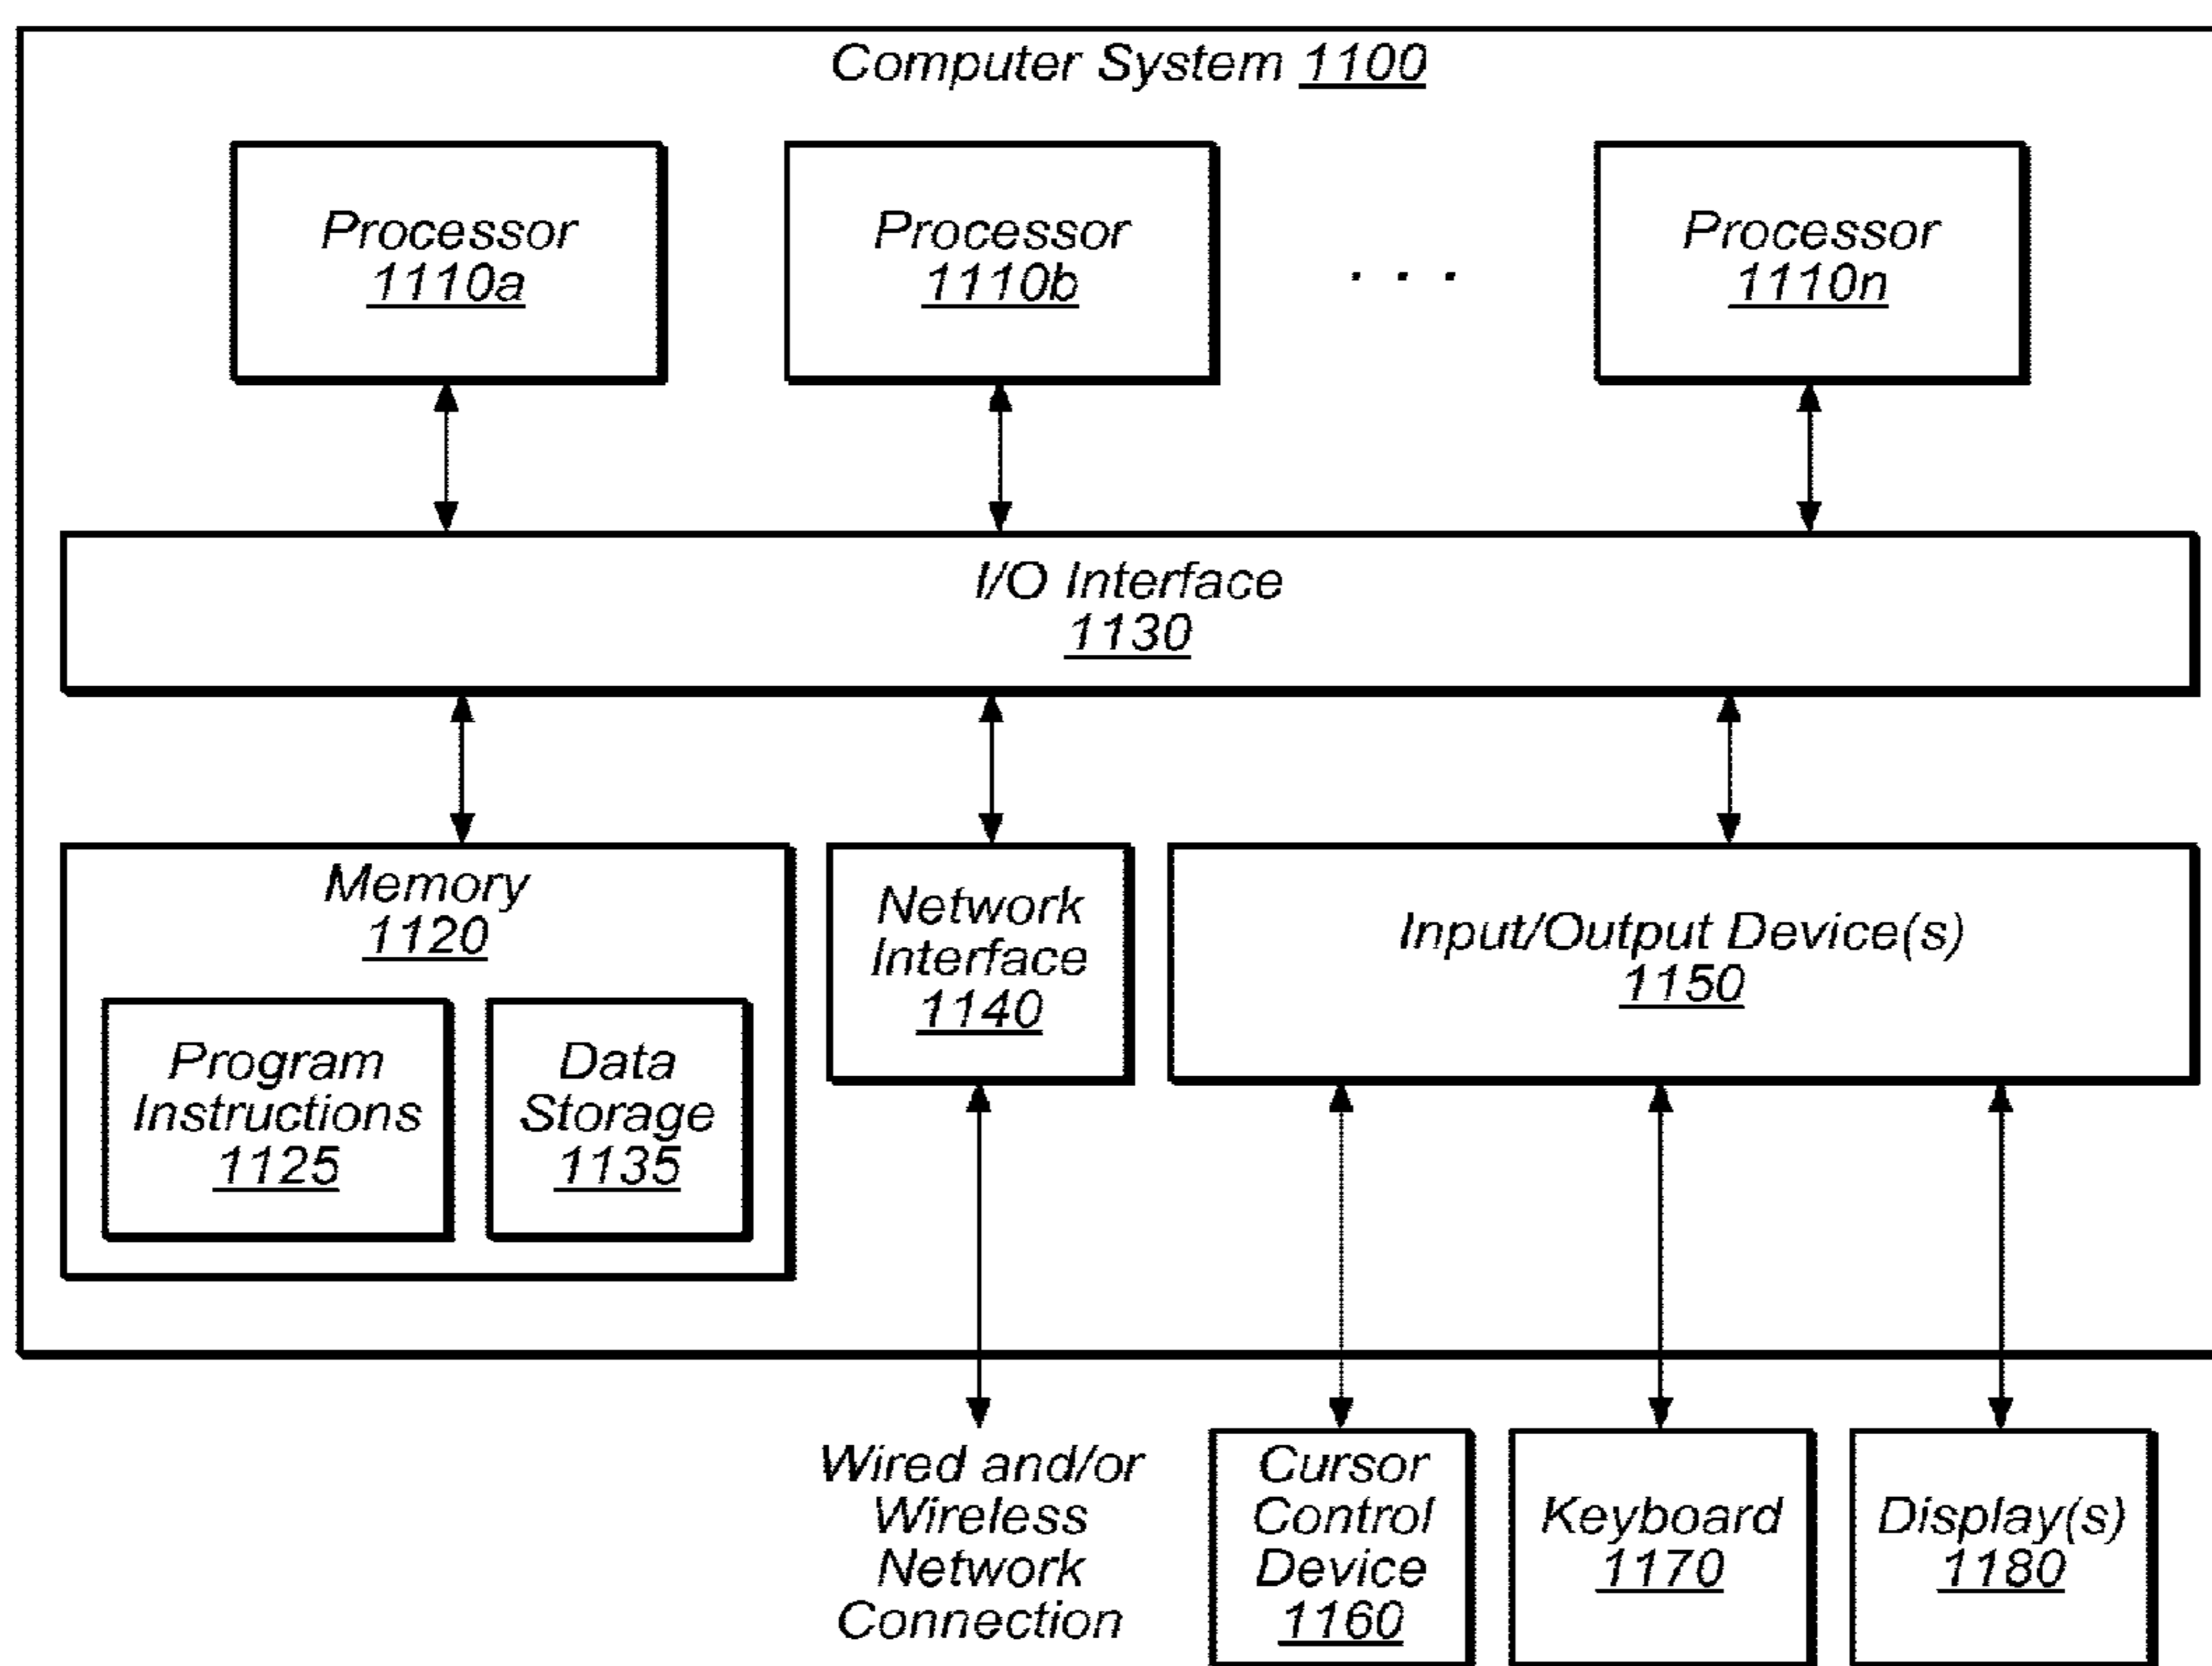 Computer System 1100
Processor
1110a
Processor
1110b
. . .
Processor
1110n
I/O Interface
1130
Memory
1120
Program
Instructions
1125
Data
Storage
1135
Network
Interface
1140
Input/Output Device(s)
1150
Wired and/or
Wireless
Network
Connection
Cursor
Control
Device
1160
Keyboard
1170
Display(s)
1180